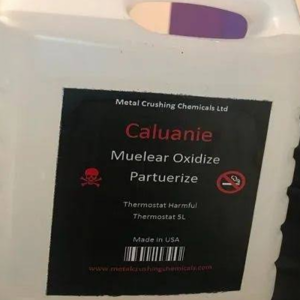 Metal Crushing Chemicals Ltd
Caluanie
Muelear Oxidize
Partuerize
Thermostat Harmful
Thermostat 5L
Made in USA
www.metalcrushingchemicals.com